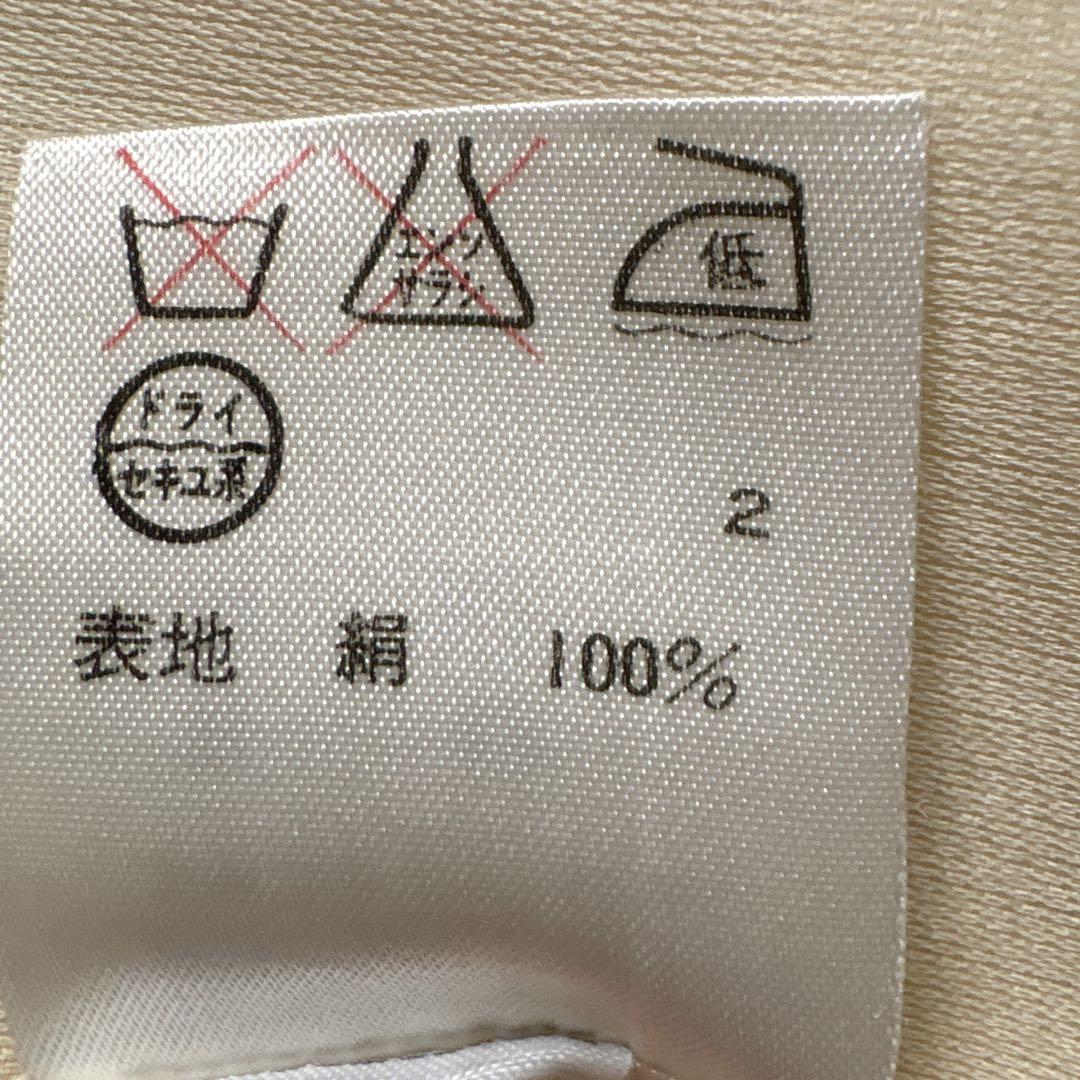 エンソ
サラシ
低
ドライ
セキユ系
2
表地 絹 100%